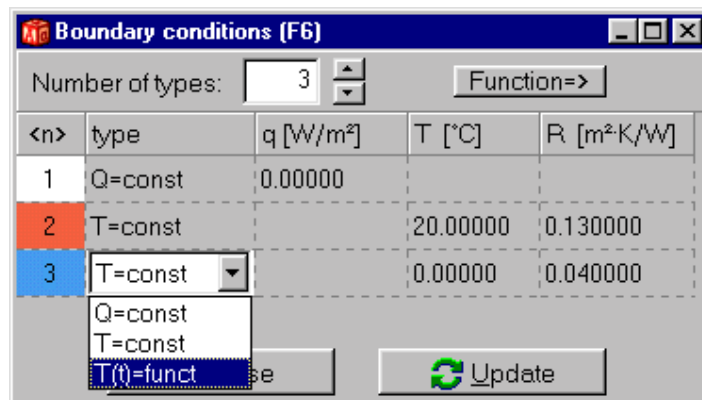 Boundary conditions (F6)
Number of types: 3 Function=>
<n> type q [W/m²] T [°C] R [m²·K/W]
1 Q=const 0.00000
2 T=const 20.00000 0.130000
3 T=const 0.00000 0.040000
Q=const
T=const
T(t)=funct
se Update